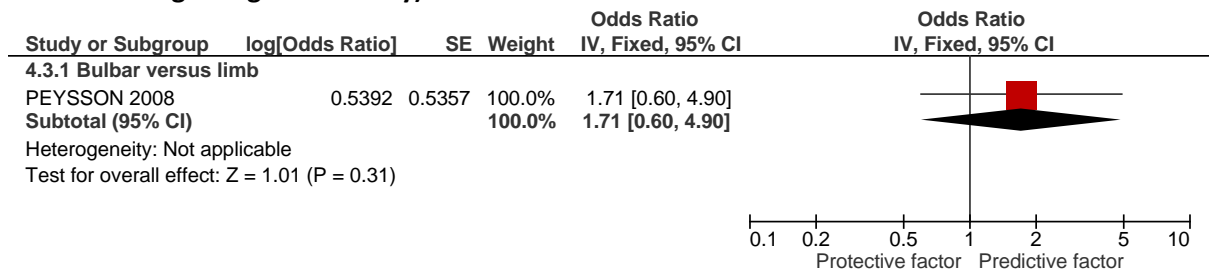 Odds Ratio Odds Ratio
Study or Subgroup log[Odds Ratio] SE Weight IV, Fixed, 95% CI IV, Fixed, 95% CI
4.3.1 Bulbar versus limb
PEYSSON 2008 0.5392 0.5357 100.0% 1.71 [0.60, 4.90]
Subtotal (95% CI) 100.0% 1.71 [0.60, 4.90]
Heterogeneity: Not applicable
Test for overall effect: Z = 1.01 (P = 0.31)
0.1 0.2 0.5 1 2 5 10
Protective factor Predictive factor